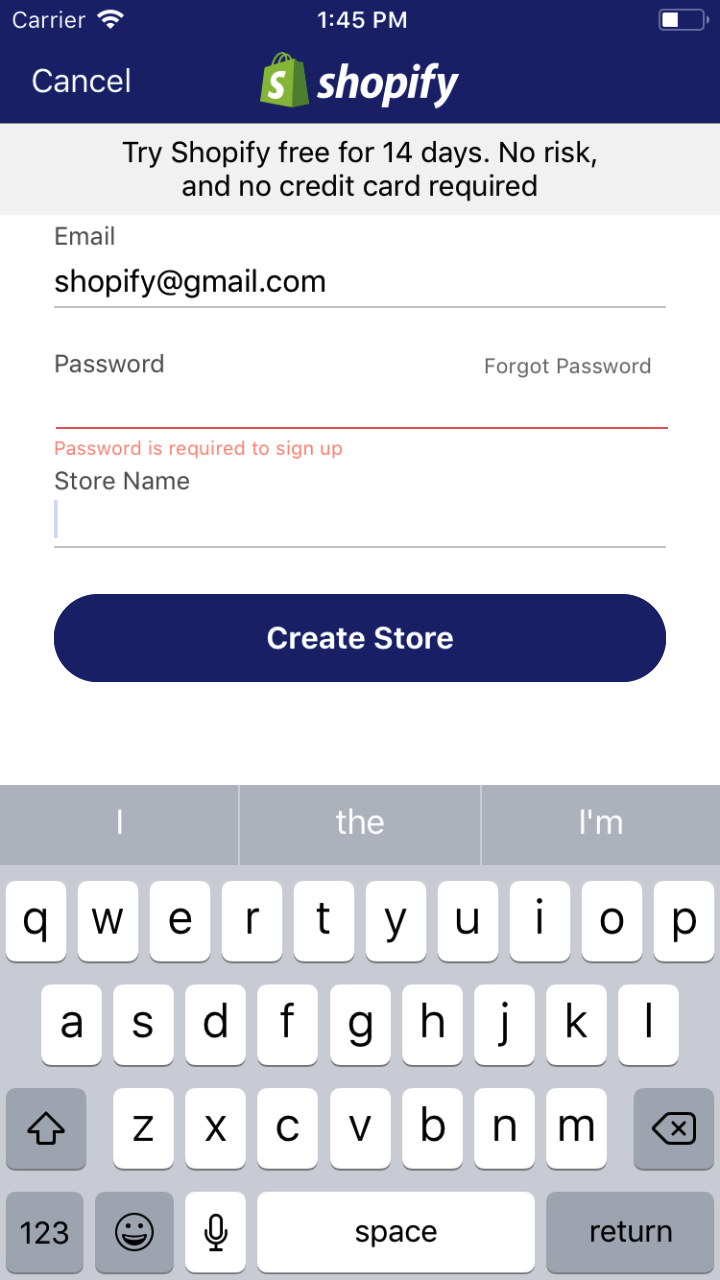 Carrier 1:45 PM
Cancel shopify
Try Shopify free for 14 days. No risk,
and no credit card required
Email
shopify@gmail.com
Password Forgot Password
Password is required to sign up
Store Name
Create Store
I the I'm
q w e r t y u i o p
a s d f g h j k l
z x c v b n m
123 space return